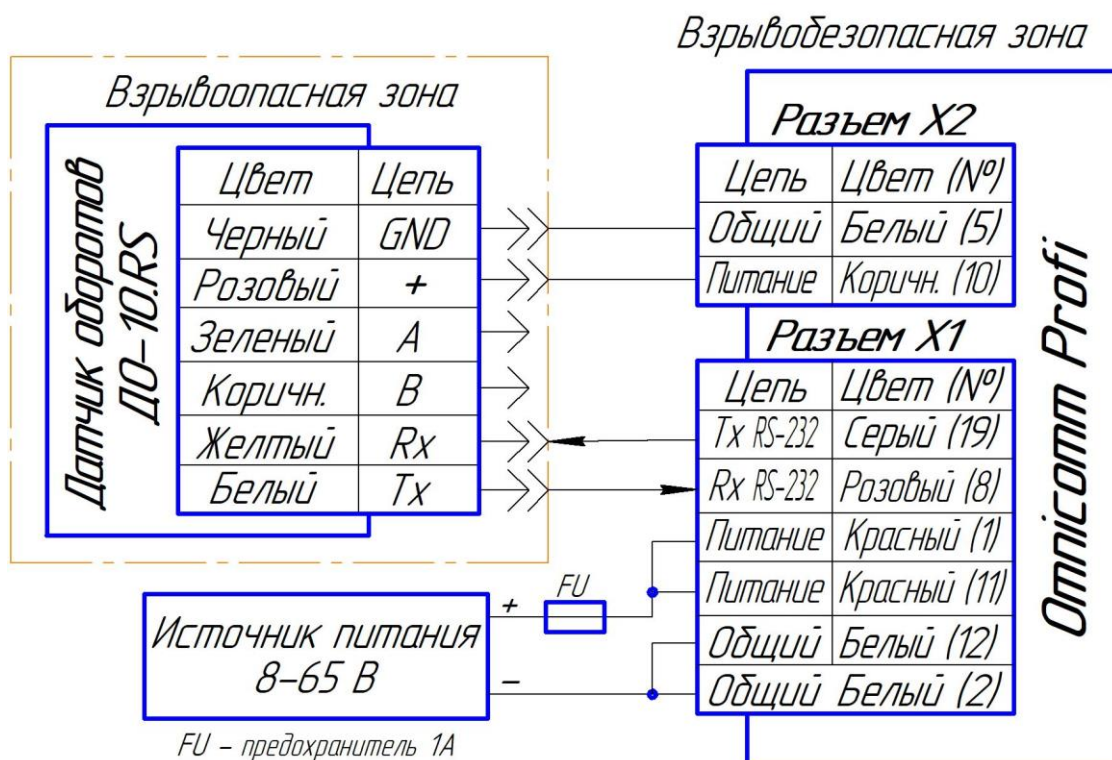 Взрывобезопасная зона
Взрывоопасная зона
Датчик оборотов
ДО-10.RS
Цвет Цепь
Черный GND
Розовый +
Зеленый A
Коричн. B
Желтый Rx
Белый Tx
Разъем X2
Цепь Цвет (№)
Общий Белый (5)
Питание Коричн. (10)
Разъем X1
Цепь Цвет (№)
Tx RS-232 Серый (19)
Rx RS-232 Розовый (8)
Питание Красный (1)
Питание Красный (11)
Общий Белый (12)
Общий Белый (2)
Omnicomm Profi
Источник питания
8-65 В
+
FU
-
FU - предохранитель 1А